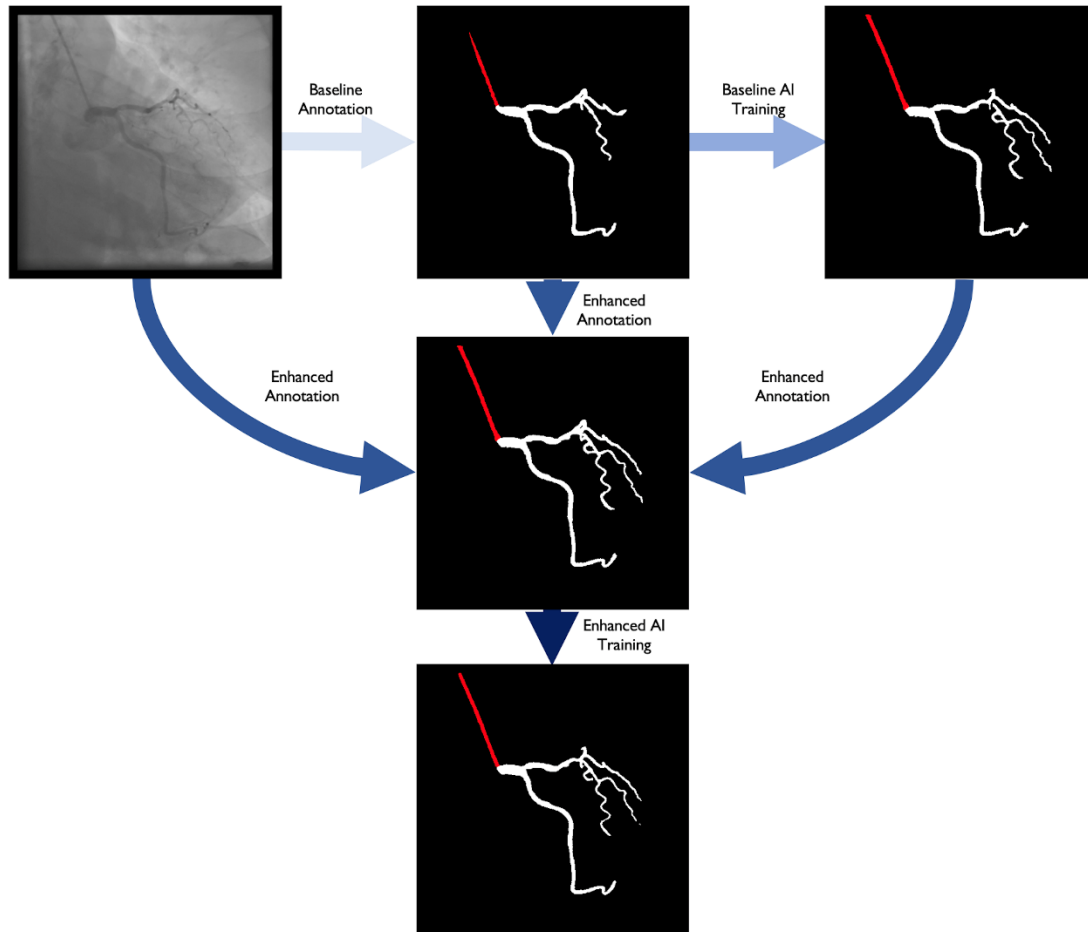 Baseline
Annotation
Baseline AI
Training
Enhanced
Annotation
Enhanced
Annotation
Enhanced
Annotation
Enhanced AI
Training